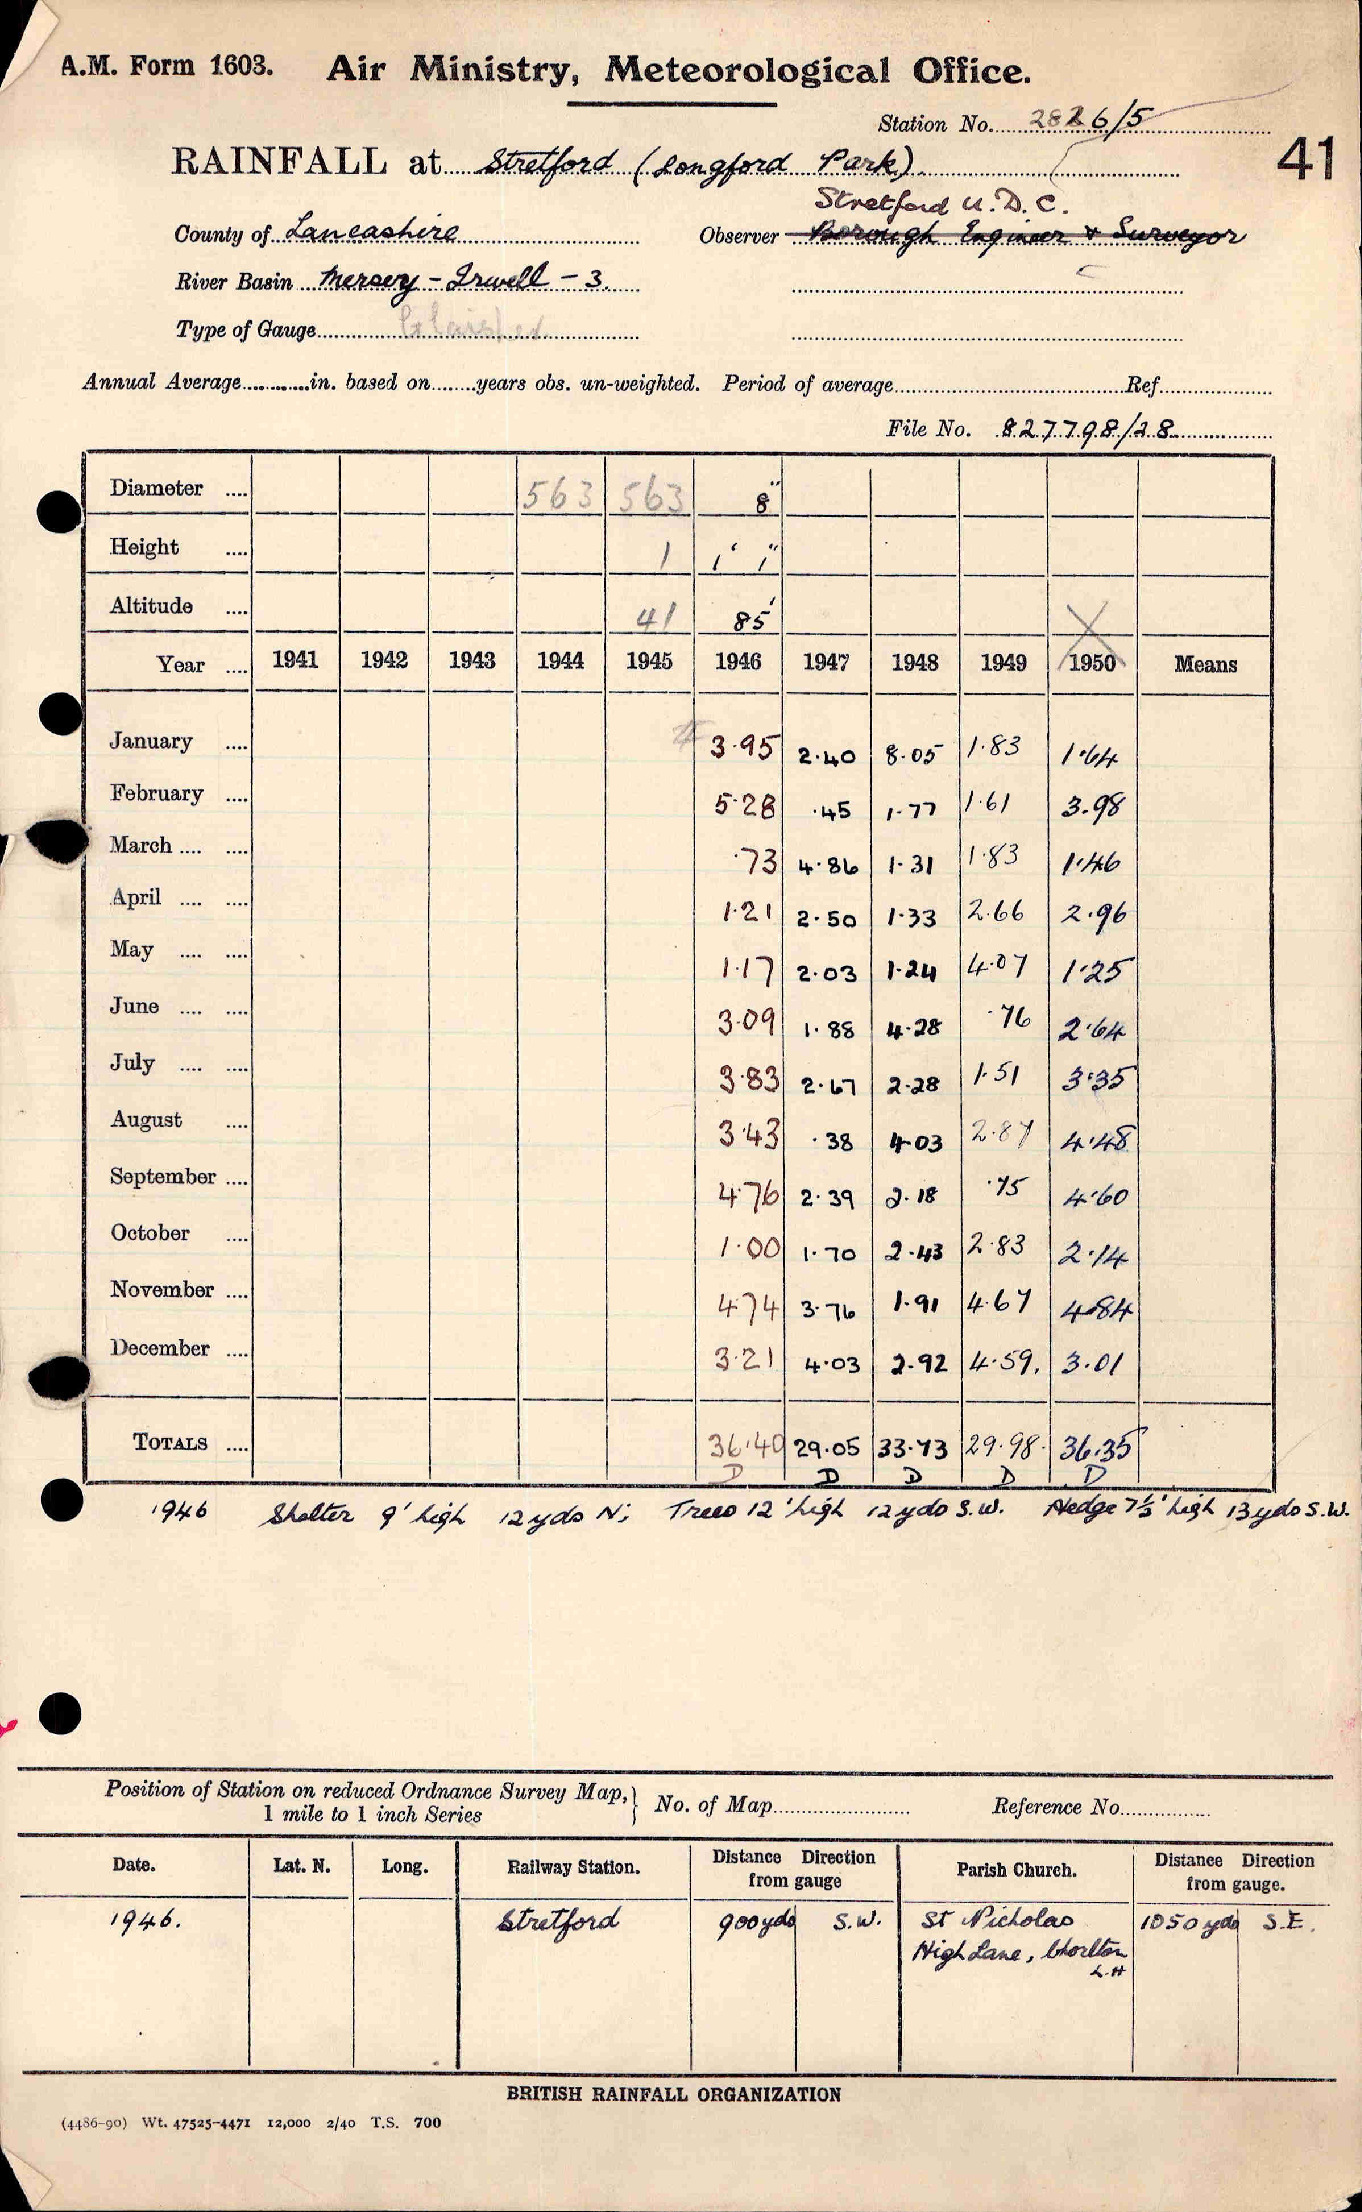 A.M. Form 1603. Air Ministry, Meteorological Office.
Station No. 2826/5
41
RAINFALL at Stretford (Longford Park)
Stretford U.D.C.
County of Lancashire Observer Borough Engineer & Surveyor
River Basin Mersey - Irwell - 3.
Type of Gauge Glaisher
Annual Average............in. based on........years obs. un-weighted. Period of average............Ref............
File No. 827798/28
Diameter .... 563 563 8"
Height .... 1 1' 1"
Altitude .... 41 85'
Year .... 1941 1942 1943 1944 1945 1946 1947 1948 1949 1950 Means
January .... 3.95 2.40 8.05 1.83 1.64
February .... 5.28 .45 1.77 1.61 3.98
March .... .... .73 4.86 1.31 1.83 1.46
April .... .... 1.21 2.50 1.33 2.66 2.96
May .... .... 1.17 2.03 1.24 4.07 1.25
June .... .... 3.09 1.88 4.28 .76 2.64
July .... .... 3.83 2.67 2.28 1.51 3.35
August .... 3.43 .38 4.03 2.87 4.48
September .... 4.76 2.39 2.18 .75 4.60
October .... 1.00 1.70 2.43 2.83 2.14
November .... 4.74 3.76 1.91 4.67 4.84
December .... 3.21 4.03 2.92 4.59. 3.01
TOTALS .... 36.40 29.05 33.73 29.98 36.35
D D D D D
1946 Shelter 9' high 12 yds N; Trees 12' high 12 yds S.W. Hedge 7½' high 13 yds S.W.
Position of Station on reduced Ordnance Survey Map, No. of Map............ Reference No............
1 mile to 1 inch Series
Date. Lat. N. Long. Railway Station. Distance Direction from gauge Parish Church. Distance Direction from gauge.
1946. Stretford 900 yds S.W. St Nicholas 1050 yds S.E.
High Lane, Chorlton
BRITISH RAINFALL ORGANIZATION
(4486-90) Wt. 47525-4471 12,000 2/40 T.S. 700